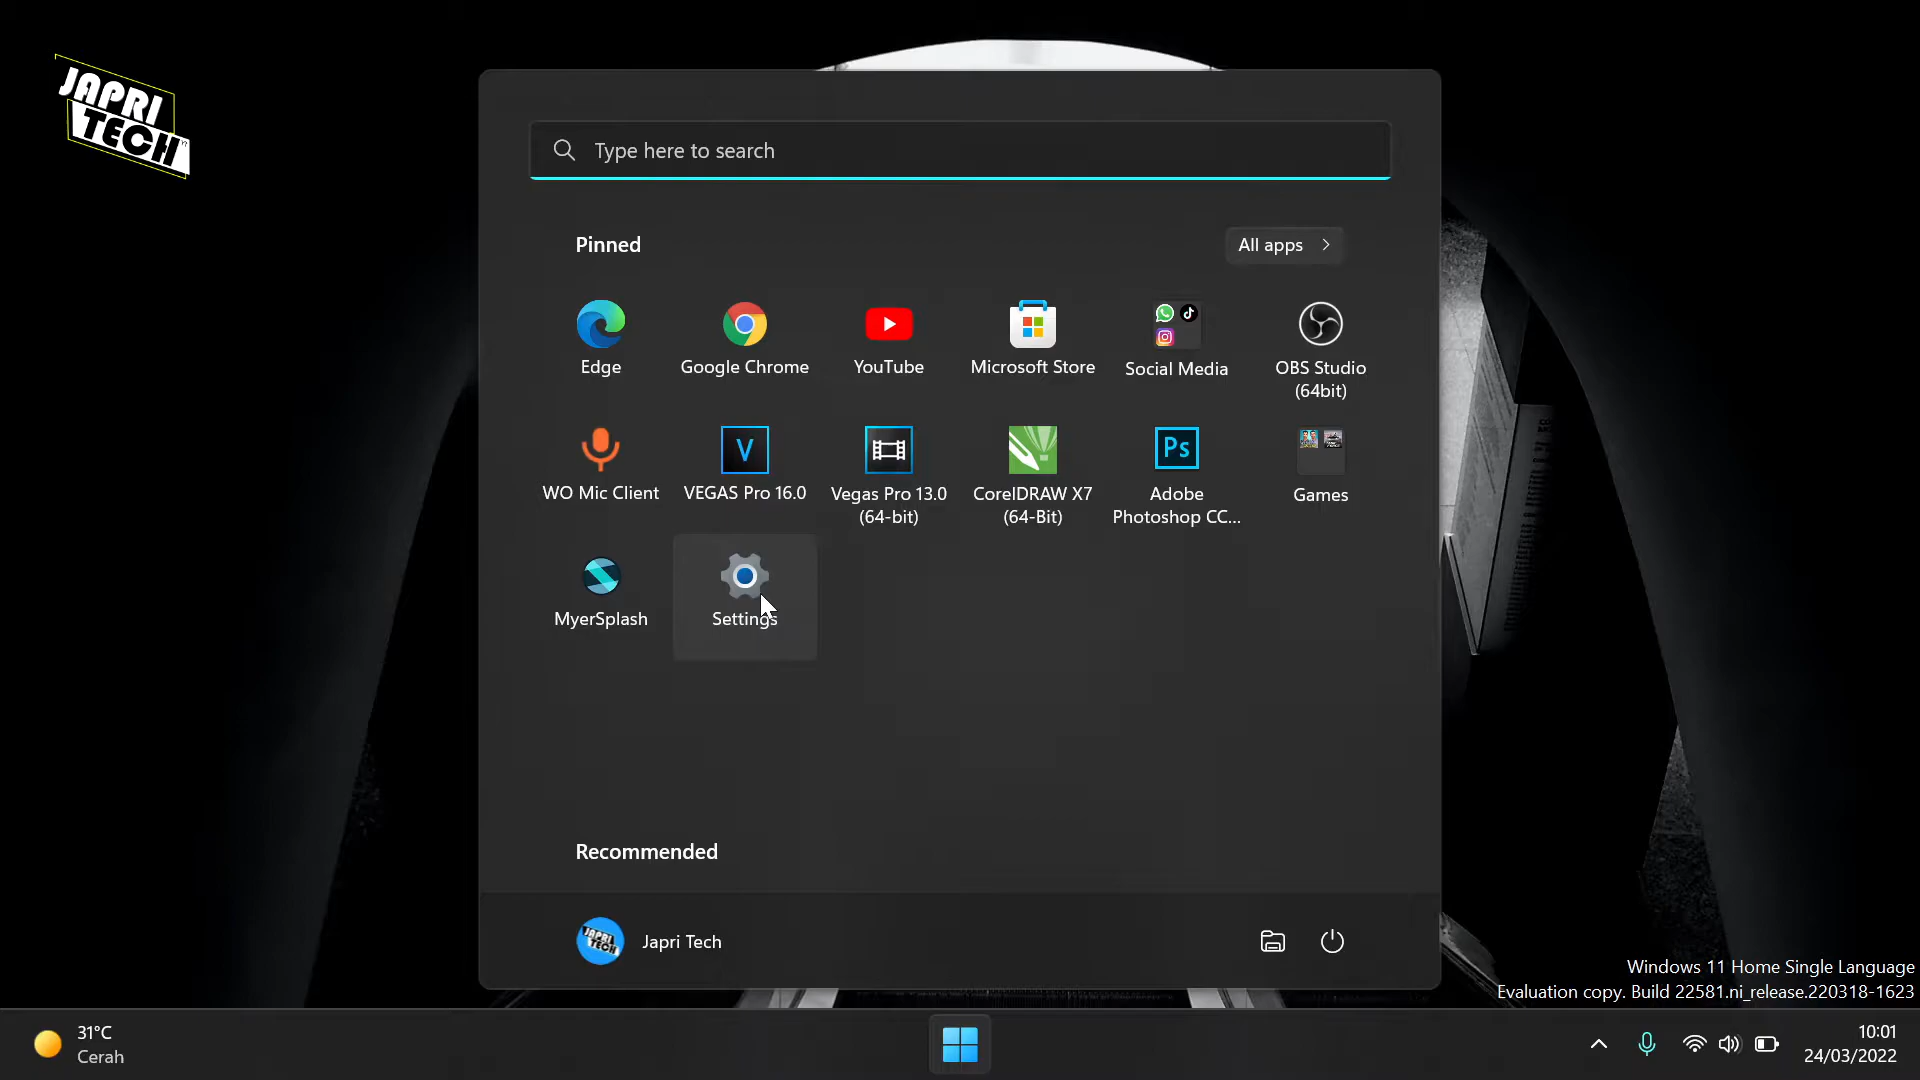 JAPRI
TECH
Type here to search
Pinned
All apps
Edge
Google Chrome
YouTube
Microsoft Store
Social Media
OBS Studio
(64bit)
WO Mic Client
V
VEGAS Pro 16.0
Vegas Pro 13.0
(64-bit)
CorelDRAW X7
(64-Bit)
Ps
Adobe
Photoshop CC...
Games
MyerSplash
Settings
Recommended
JAPRI
TECH
Japri Tech
Windows 11 Home Single Language
Evaluation copy. Build 22581.ni_release.220318-1623
31°C
Cerah
10:01
24/03/2022